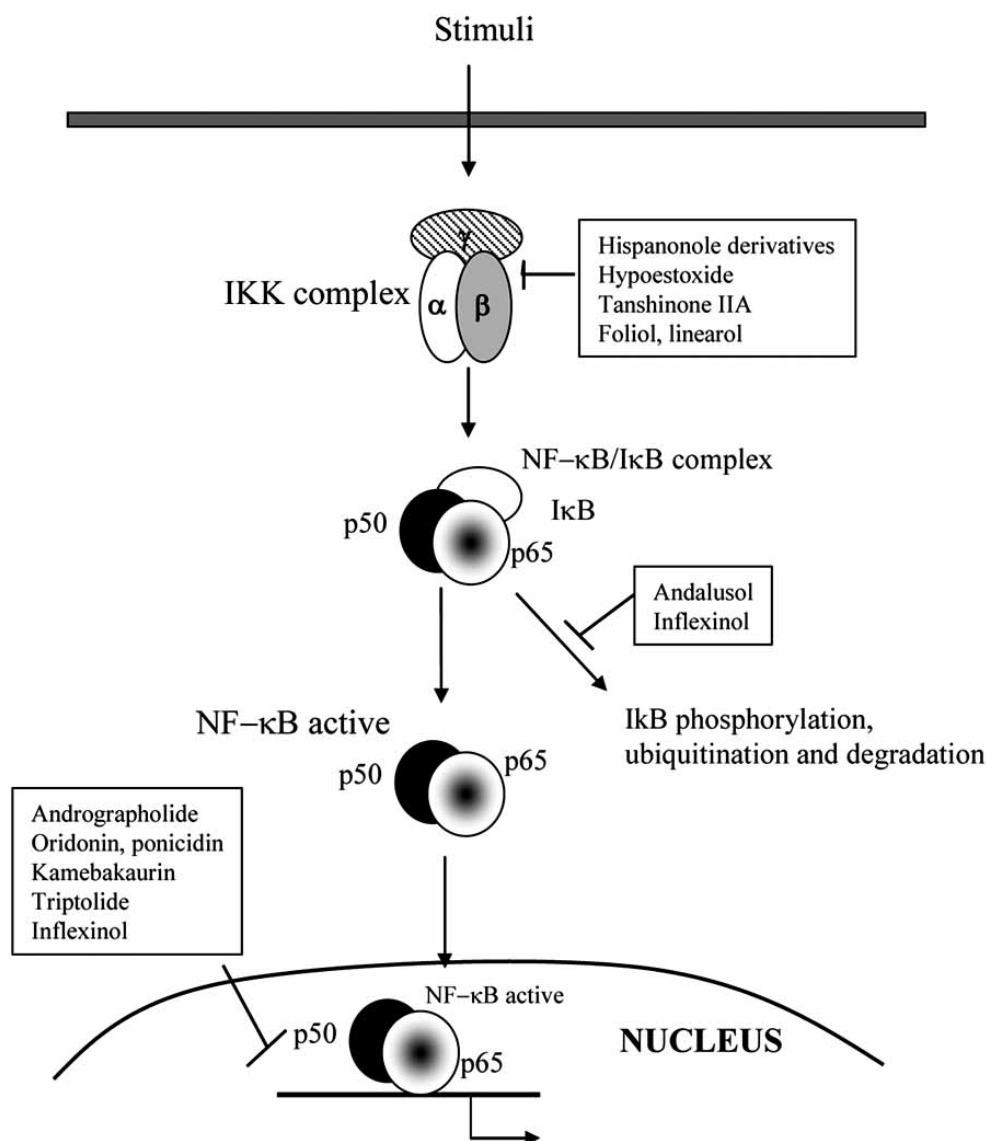 Stimuli
γ
IKK complex
α
β
Hispanonole derivatives
Hypoestoxide
Tanshinone IIA
Foliol, linearol
NF–κB/IκB complex
IκB
p50
p65
Andalusol
Inflexinol
IkB phosphorylation,
ubiquitination and degradation
NF–κB active
p50
p65
Andrographolide
Oridonin, ponicidin
Kamebakaurin
Triptolide
Inflexinol
NF–κB active
p50
p65
NUCLEUS